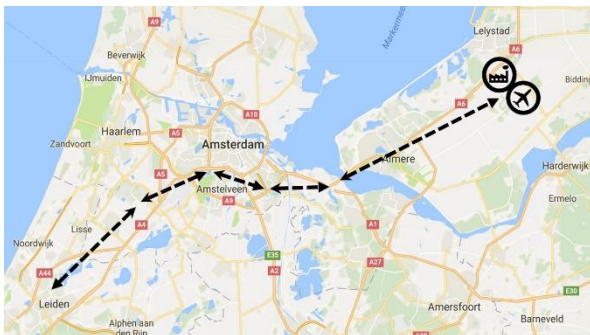 Lelystad
A9
A6
Markermeer
Beverwijk
Bidding
IJmuiden
A6
A10
Haarlem
A5
Amsterdam
Zandvoort
Almere
Harderwijk
A5
Amstelveen
Ermelo
A9
Lisse
A4
A1
Noordwijk
E35
A27
A44
A2
E30
Leiden
Amersfoort
Alphen aan
den Rijn
Barneveld